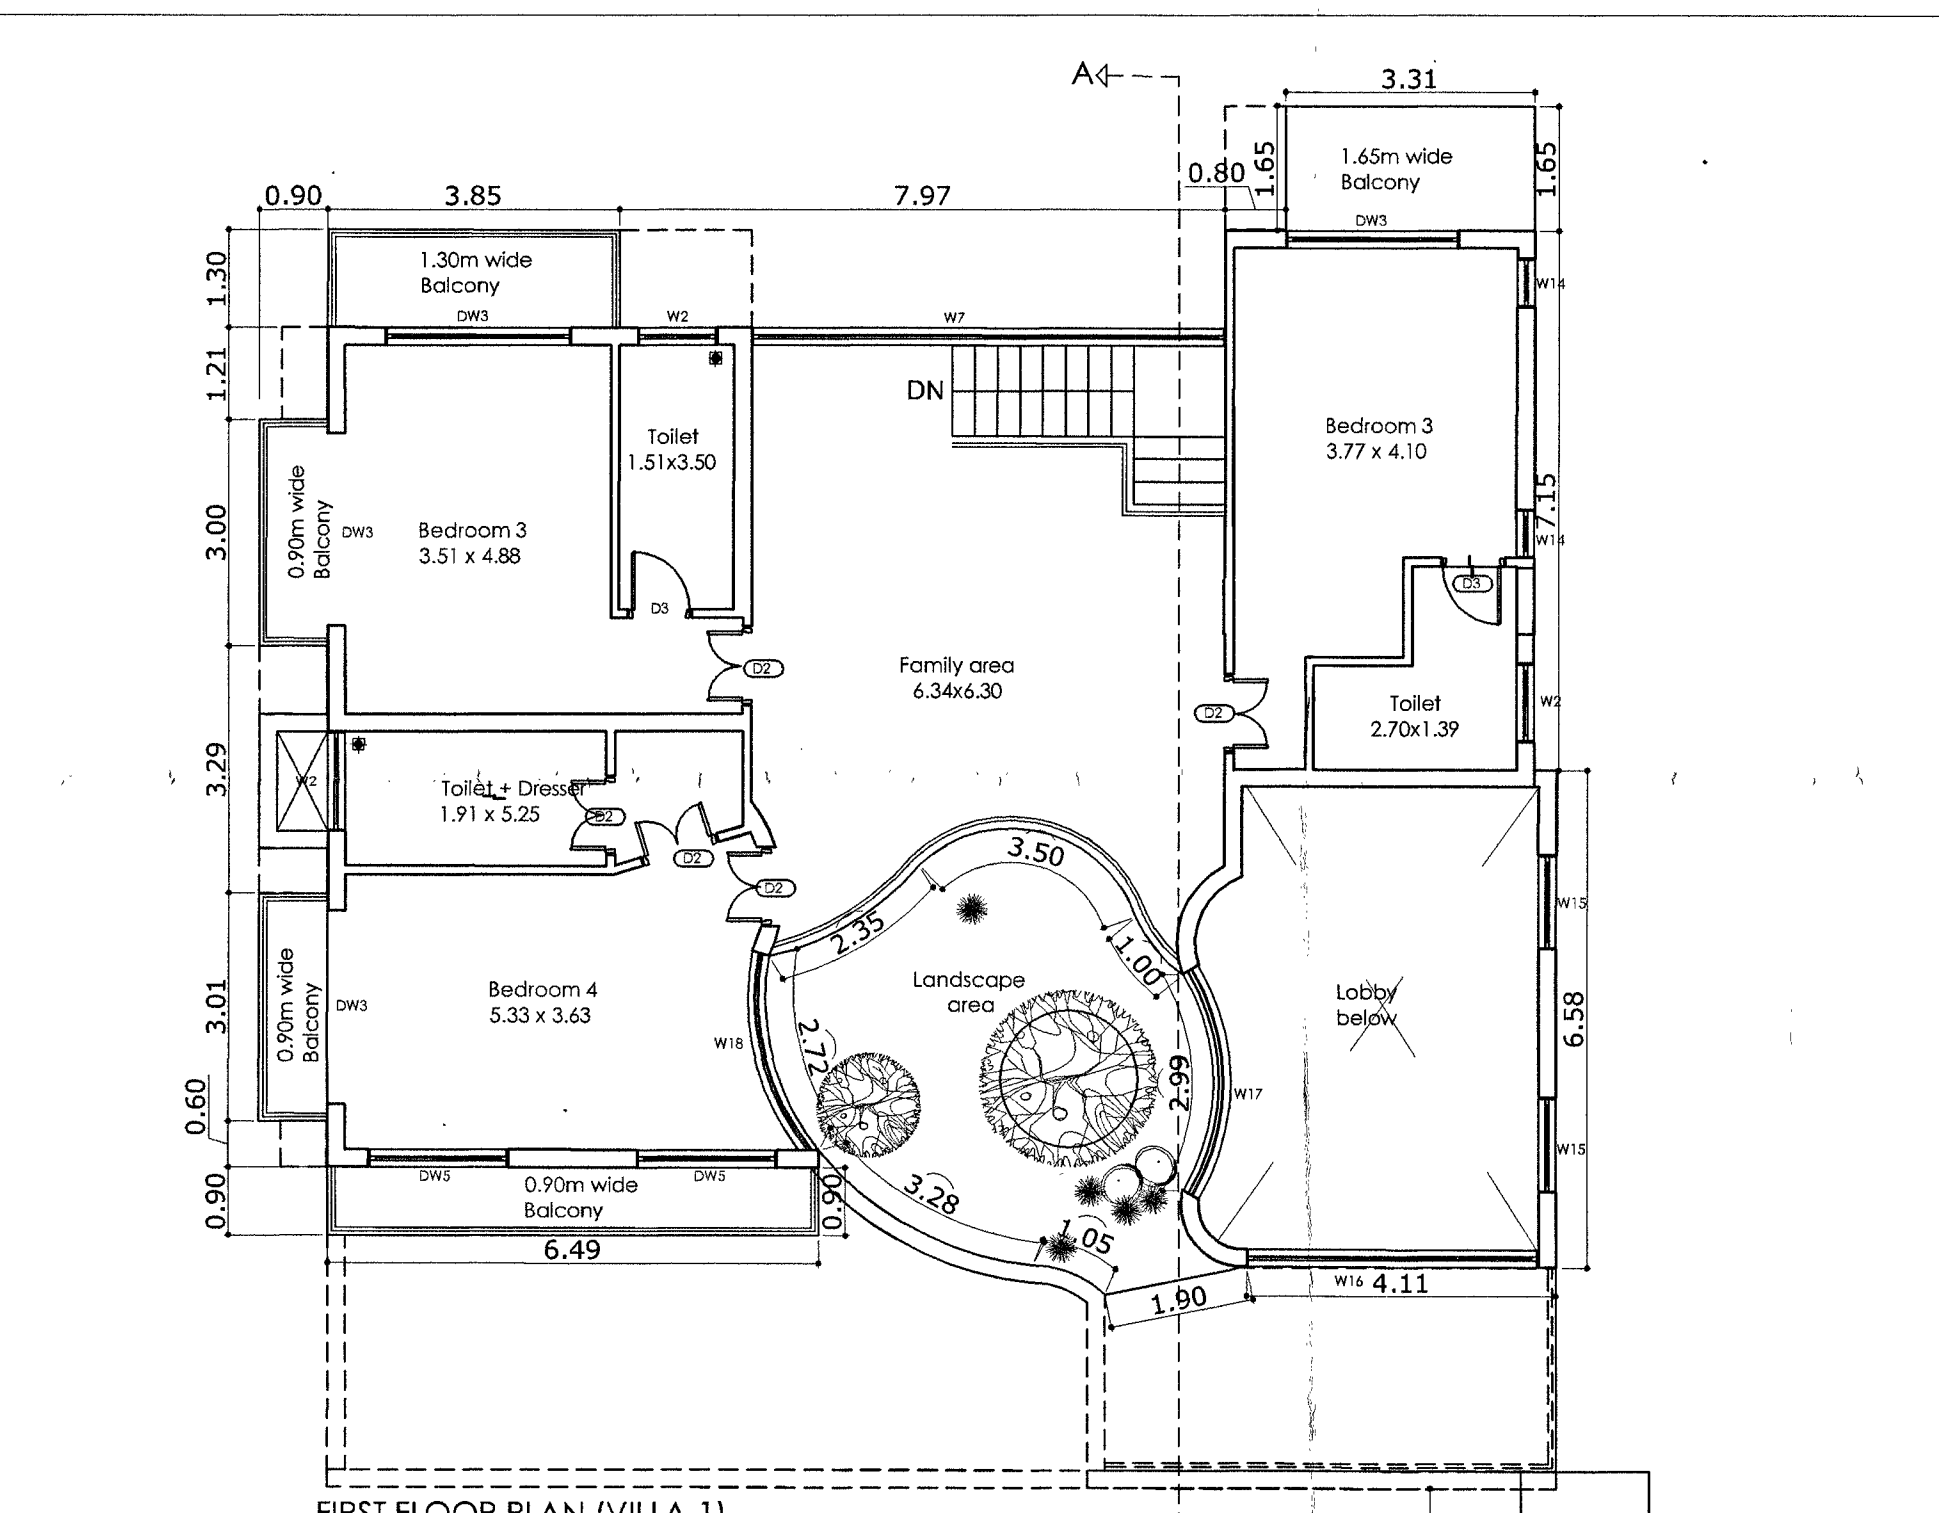 A
3.31
1.65
1.65m wide
Balcony
1.65
0.80
DW3
0.90
3.85
7.97
1.30
1.30m wide
Balcony
DW3
W2
W7
W14
1.21
DN
Toilet
1.51x3.50
Bedroom 3
3.77 x 4.10
3.00
0.90m wide
Balcony
DW3
Bedroom 3
3.51 x 4.88
7.15
W14
D3
D3
D2
Family area
6.34x6.30
D2
Toilet
2.70x1.39
W2
3.29
W2
Toilet + Dresser
1.91 x 5.25
D2
D2
D2
3.50
2.35
1.00
W15
3.01
0.90m wide
Balcony
DW3
Bedroom 4
5.33 x 3.63
W18
2.72
Landscape
area
2.99
W17
Lobby
below
6.58
0.60
W15
0.90
DW5
DW5
0.90m wide
Balcony
0.90
3.28
1.05
6.49
1.90
W16
4.11
FIRST FLOOR PLAN (VILLA 1)